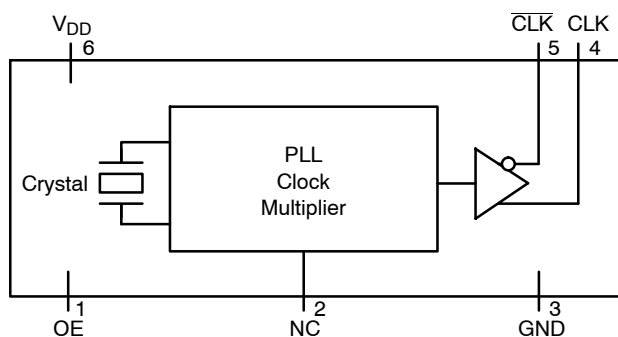 VDD
6
CLK CLK
5 4
Crystal
PLL
Clock
Multiplier
1 2 3
OE NC GND